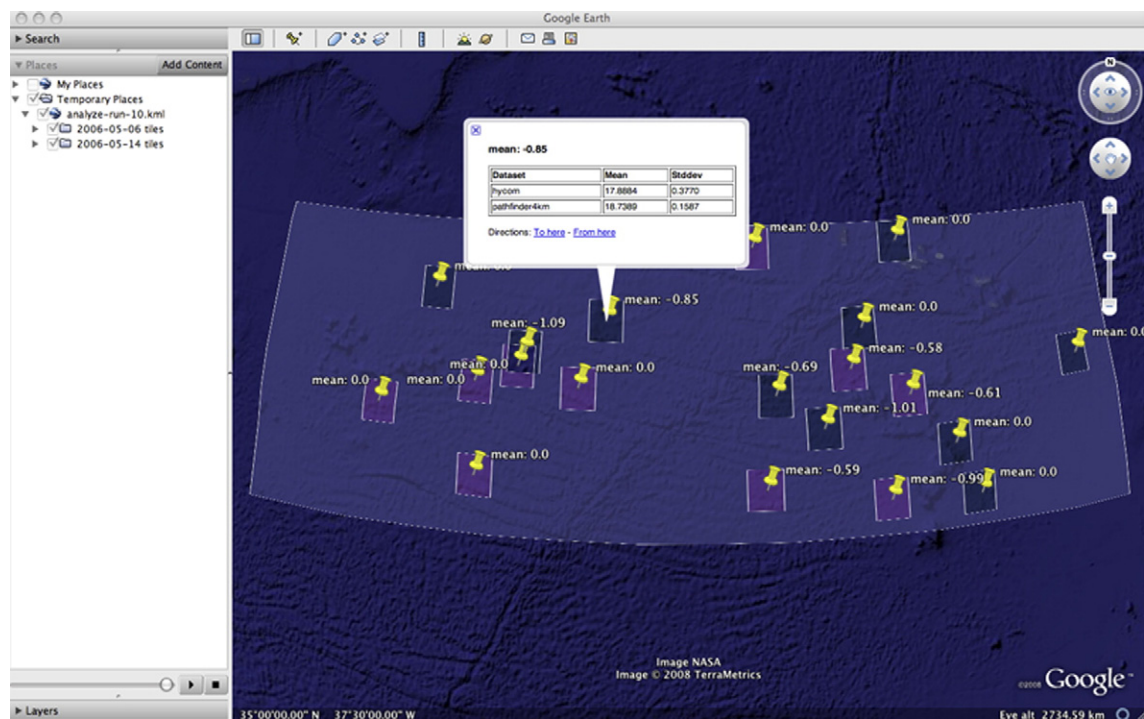 Google Earth
Search
Places
Add Content
My Places
Temporary Places
analyze-run-10.kml
2006-05-06 tiles
2006-05-14 tiles
mean: -0.85
Dataset Mean Stddev
hycom 17.8884 0.3770
pathfinder4km 18.7389 0.1587
Directions: To here - From here
N
mean: 0.0
mean: 0.0
mean: 0.0
mean: -0.85
mean: 0.0
mean: -1.09
mean: 0.0
mean: -0.58
mean: 0.0
mean: 0.0
mean: -0.69
mean: 0.0
mean: 0.0
mean: -0.61
mean: -1.01
mean: 0.0
mean: 0.0
mean: -0.59
mean: 0.0
mean: -0.99
Image NASA
Image © 2008 TerraMetrics
©2008 Google
Layers
35°00'00.00" N 37°30'00.00" W
Eye alt 2734.59 km